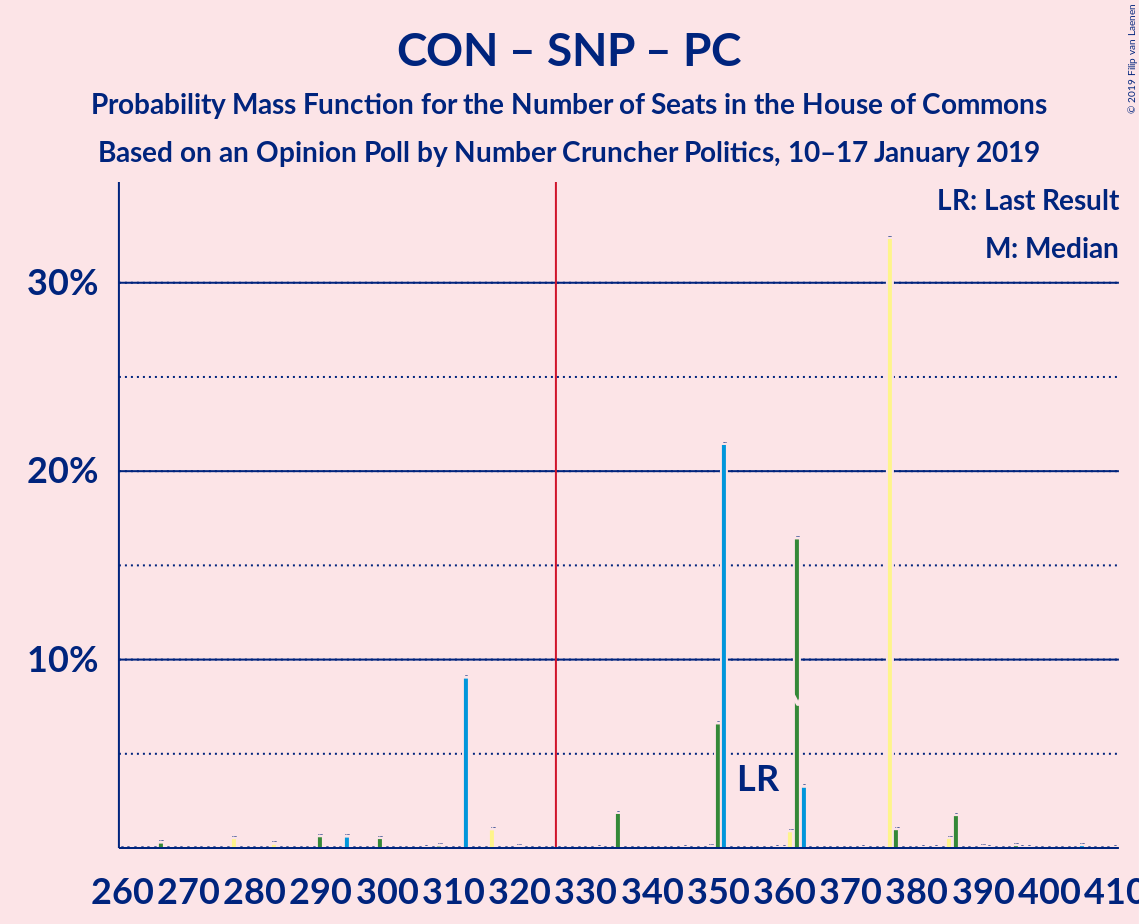 CON – SNP – PC
Probability Mass Function for the Number of Seats in the House of Commons
Based on an Opinion Poll by Number Cruncher Politics, 10–17 January 2019
© 2019 Filip van Laenen
LR: Last Result
M: Median
30%
20%
10%
LR
260 270 280 290 300 310 320 330 340 350 360 370 380 390 400 410